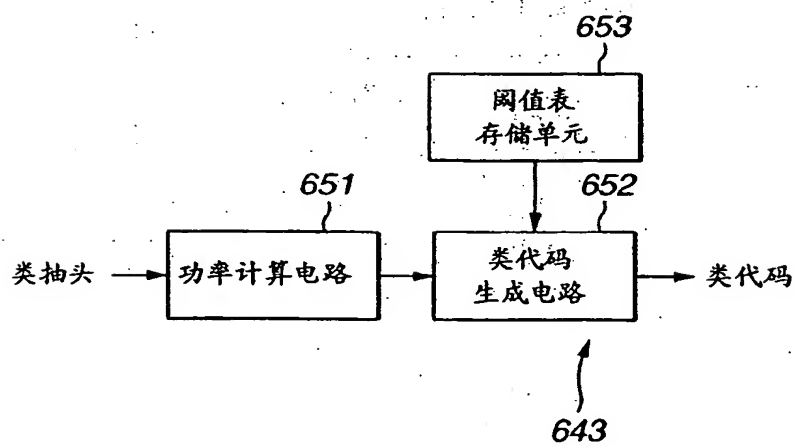 653
阈值表
存储单元
651
652
类抽头
功率计算电路
类代码
生成电路
类代码
643